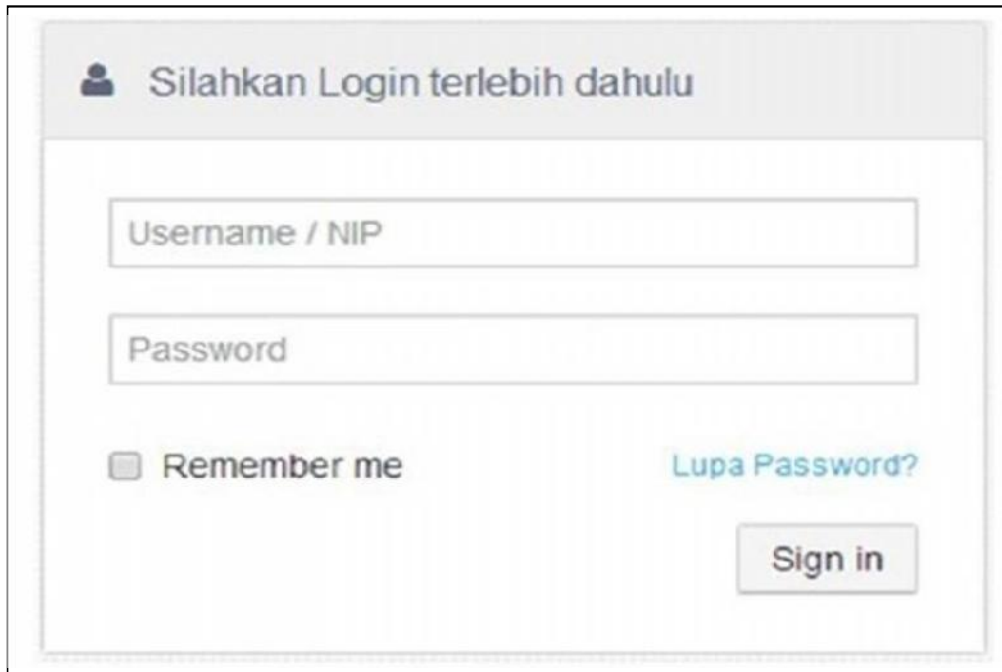 Silahkan Login terlebih dahulu
Username / NIP
Password
Remember me
Lupa Password?
Sign in